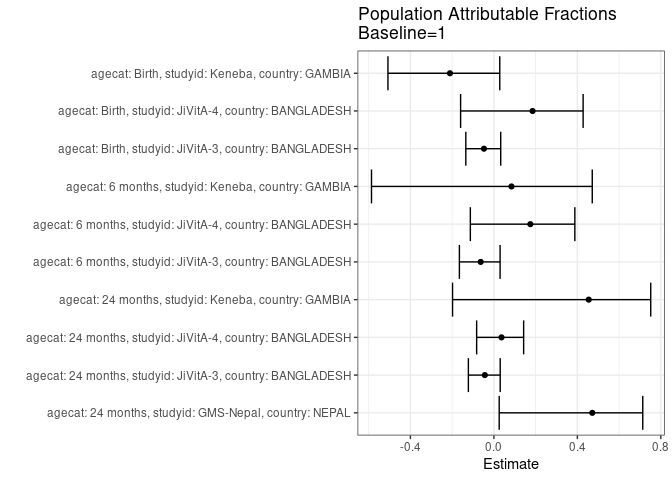 Population Attributable Fractions
Baseline=1
agecat: Birth, studyid: Keneba, country: GAMBIA
agecat: Birth, studyid: JiVitA-4, country: BANGLADESH
agecat: Birth, studyid: JiVitA-3, country: BANGLADESH
agecat: 6 months, studyid: Keneba, country: GAMBIA
agecat: 6 months, studyid: JiVitA-4, country: BANGLADESH
agecat: 6 months, studyid: JiVitA-3, country: BANGLADESH
agecat: 24 months, studyid: Keneba, country: GAMBIA
agecat: 24 months, studyid: JiVitA-4, country: BANGLADESH
agecat: 24 months, studyid: JiVitA-3, country: BANGLADESH
agecat: 24 months, studyid: GMS-Nepal, country: NEPAL
-0.4 0.0 0.4 0.8
Estimate